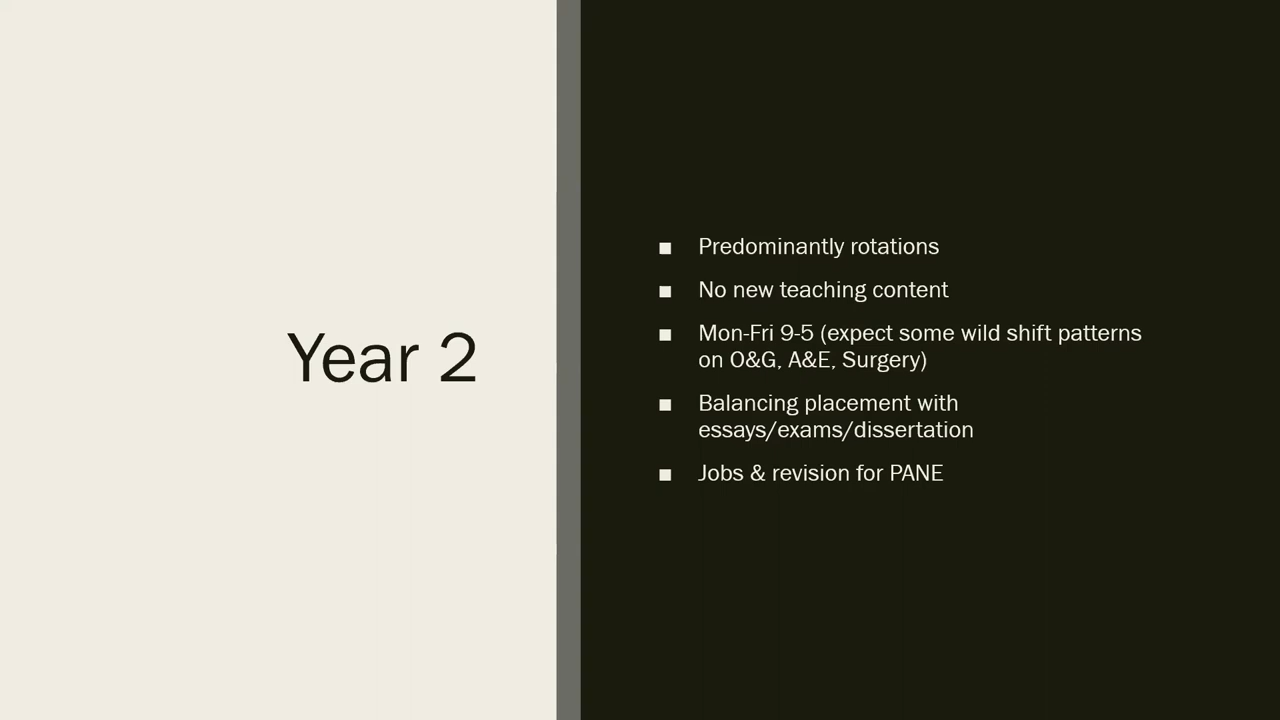 Year 2
■ Predominantly rotations
■ No new teaching content
■ Mon-Fri 9-5 (expect some wild shift patterns
on O&G, A&E, Surgery)
■ Balancing placement with
essays/exams/dissertation
■ Jobs & revision for PANE